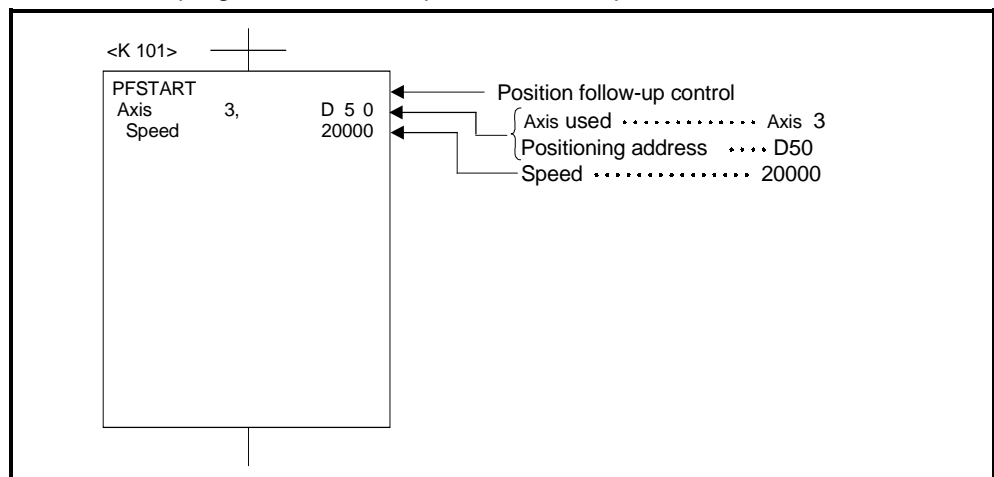 <K 101>
PFSTART
Axis 3, D 5 0
Speed 20000
Position follow-up control
Axis used ............. Axis 3
Positioning address .... D50
Speed ............... 20000